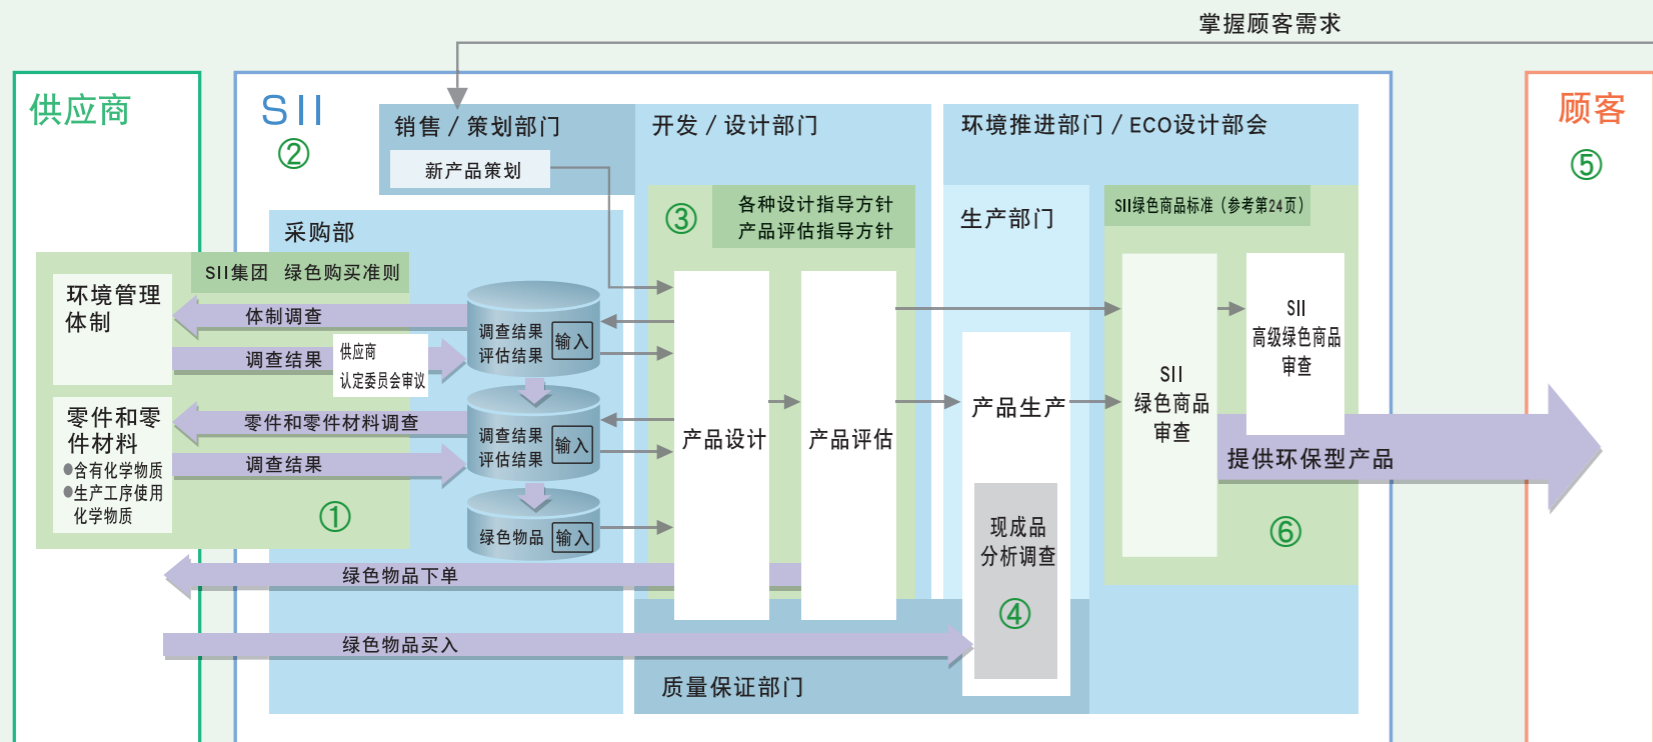 掌握顾客需求
供应商
SII
②
销售 / 策划部门
新产品策划
开发 / 设计部门
环境推进部门 / ECO设计部会
顾客
⑤
③
各种设计指导方针
产品评估指导方针
生产部门
SII绿色商品标准（参考第24页）
采购部
SII集团 绿色购买准则
环境管理
体制
体制调查
调查结果
供应商
认定委员会审议
调查结果
评估结果
输入
零件和零
件材料
●含有化学物质
●生产工序使用
化学物质
零件和零件材料调查
调查结果
①
调查结果
评估结果
输入
绿色物品
输入
产品设计
产品评估
产品生产
SII
绿色商品
审查
SII
高级绿色商品
审查
提供环保型产品
现成品
分析调查
④
⑥
绿色物品下单
绿色物品买入
质量保证部门